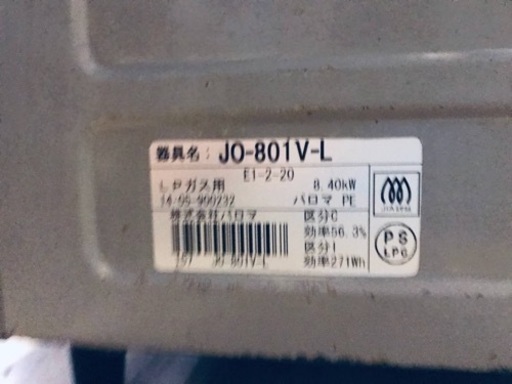 器具名: JO-801V-L
E1-2-20
LPガス用 8.40kW
14.05-900232 パロマ PE
株式会社パロマ 区分C
効率56.3%
区分I
効率271Wh
JO-801V-L
PS
LPG